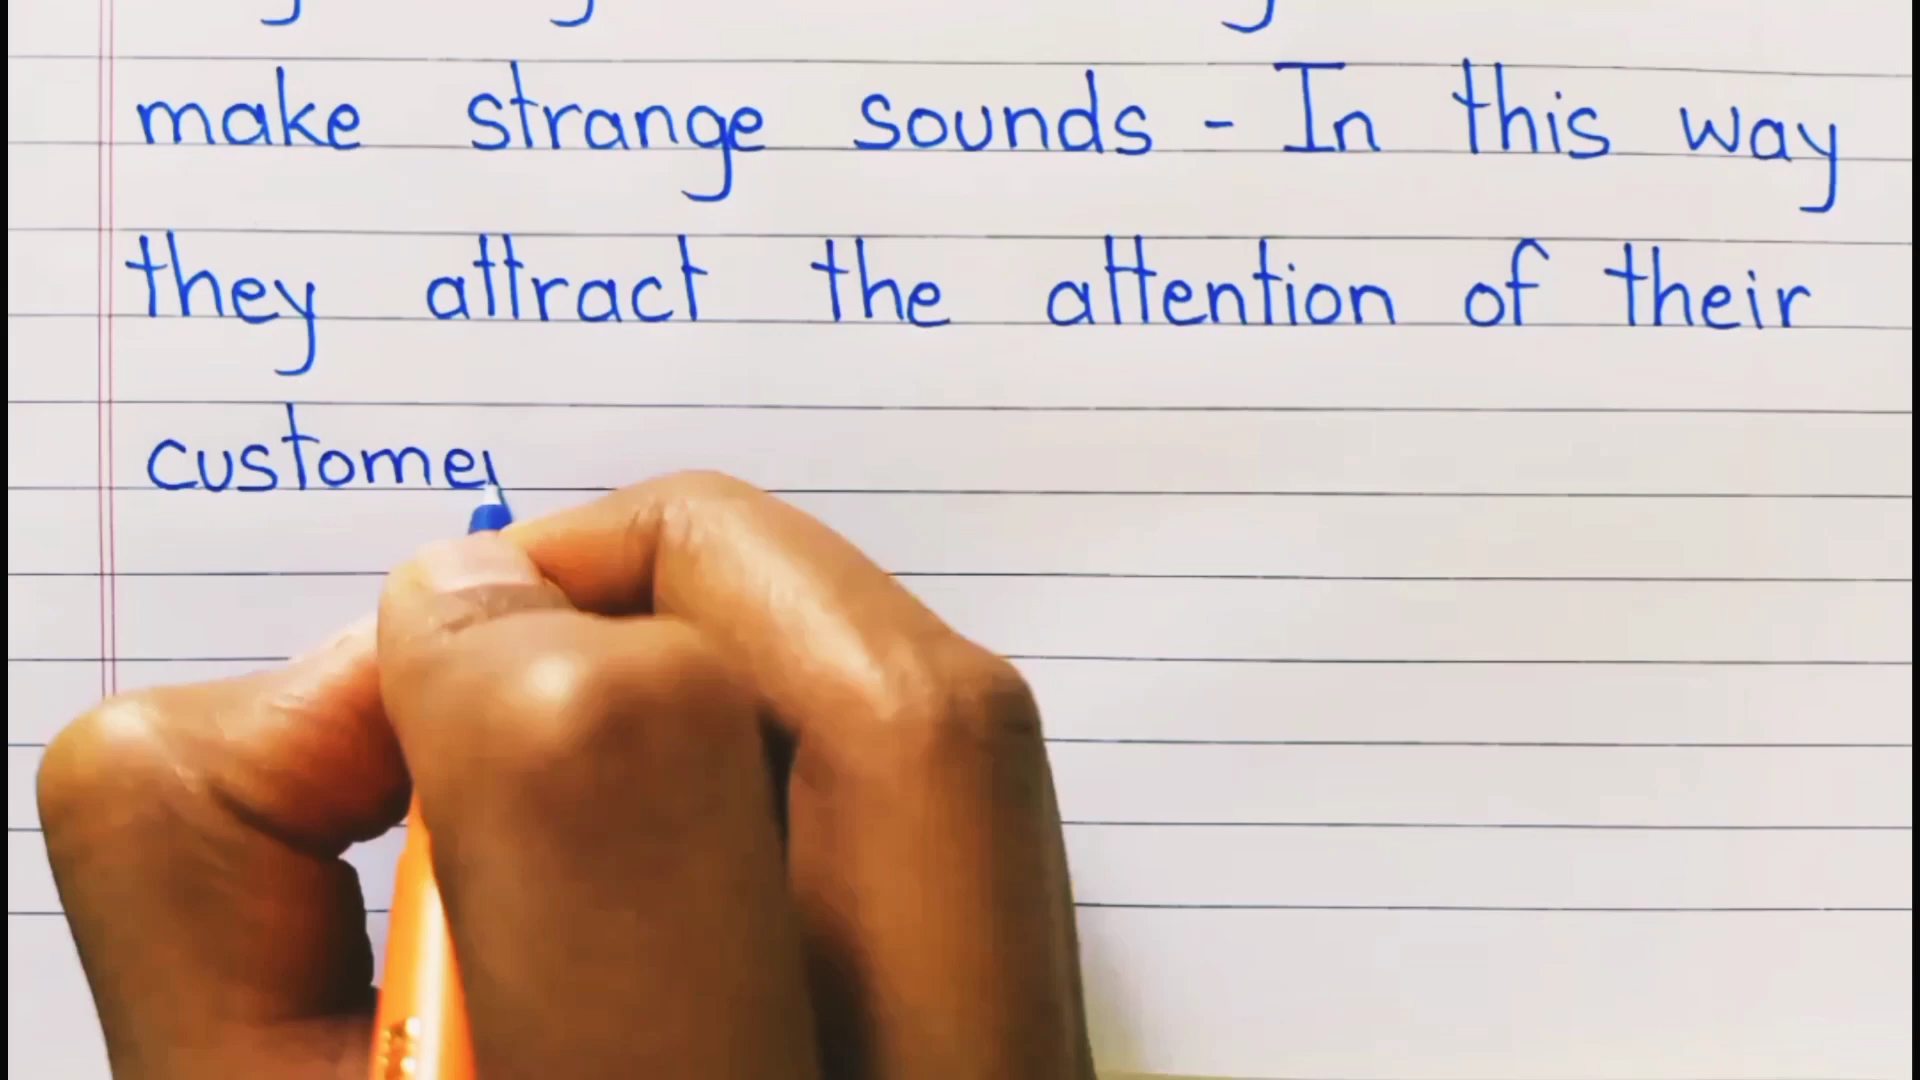 make strange sounds - In this way
they attract the attention of their
custome